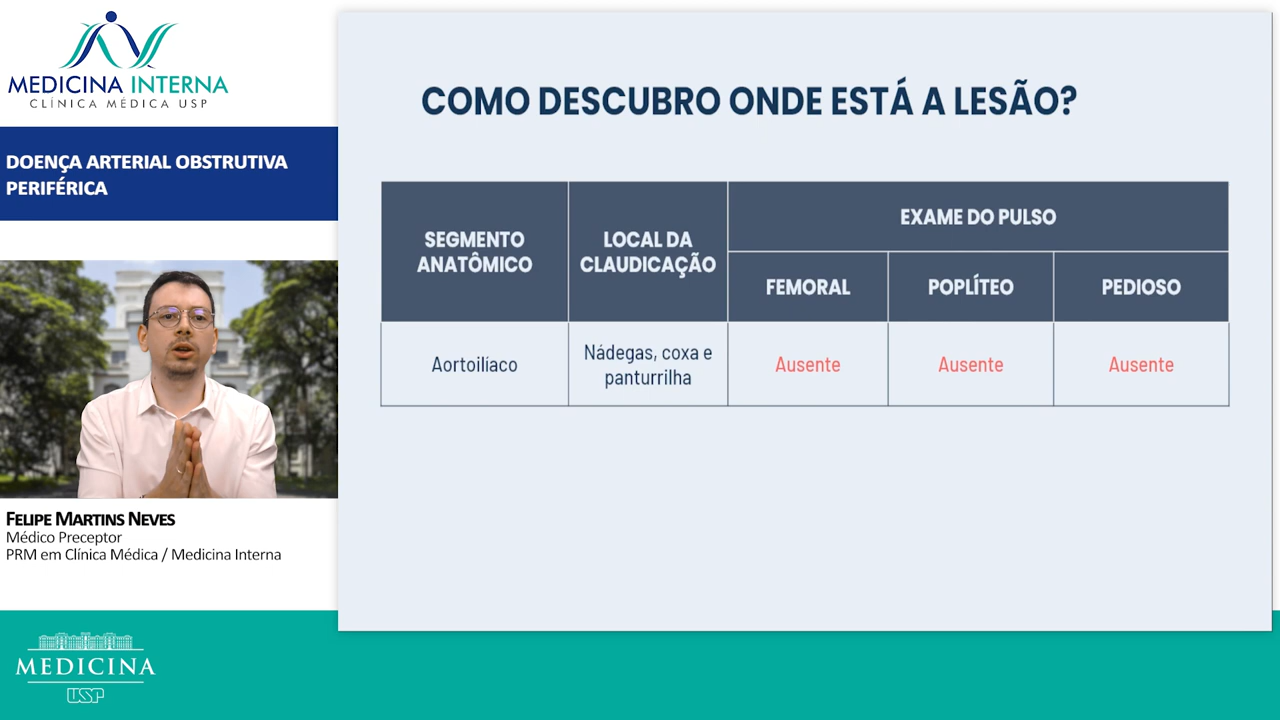 MEDICINA INTERNA
CLÍNICA MÉDICA USP
DOENÇA ARTERIAL OBSTRUTIVA
PERIFÉRICA
FELIPE MARTINS NEVES
Médico Preceptor
PRM em Clínica Médica / Medicina Interna
MEDICINA
USP
COMO DESCUBRO ONDE ESTÁ A LESÃO?
SEGMENTO
ANATÔMICO
LOCAL DA
CLAUDICAÇÃO
EXAME DO PULSO
FEMORAL
POPLÍTEO
PEDIOSO
Aortoilíaco
Nádegas, coxa e
panturrilha
Ausente
Ausente
Ausente